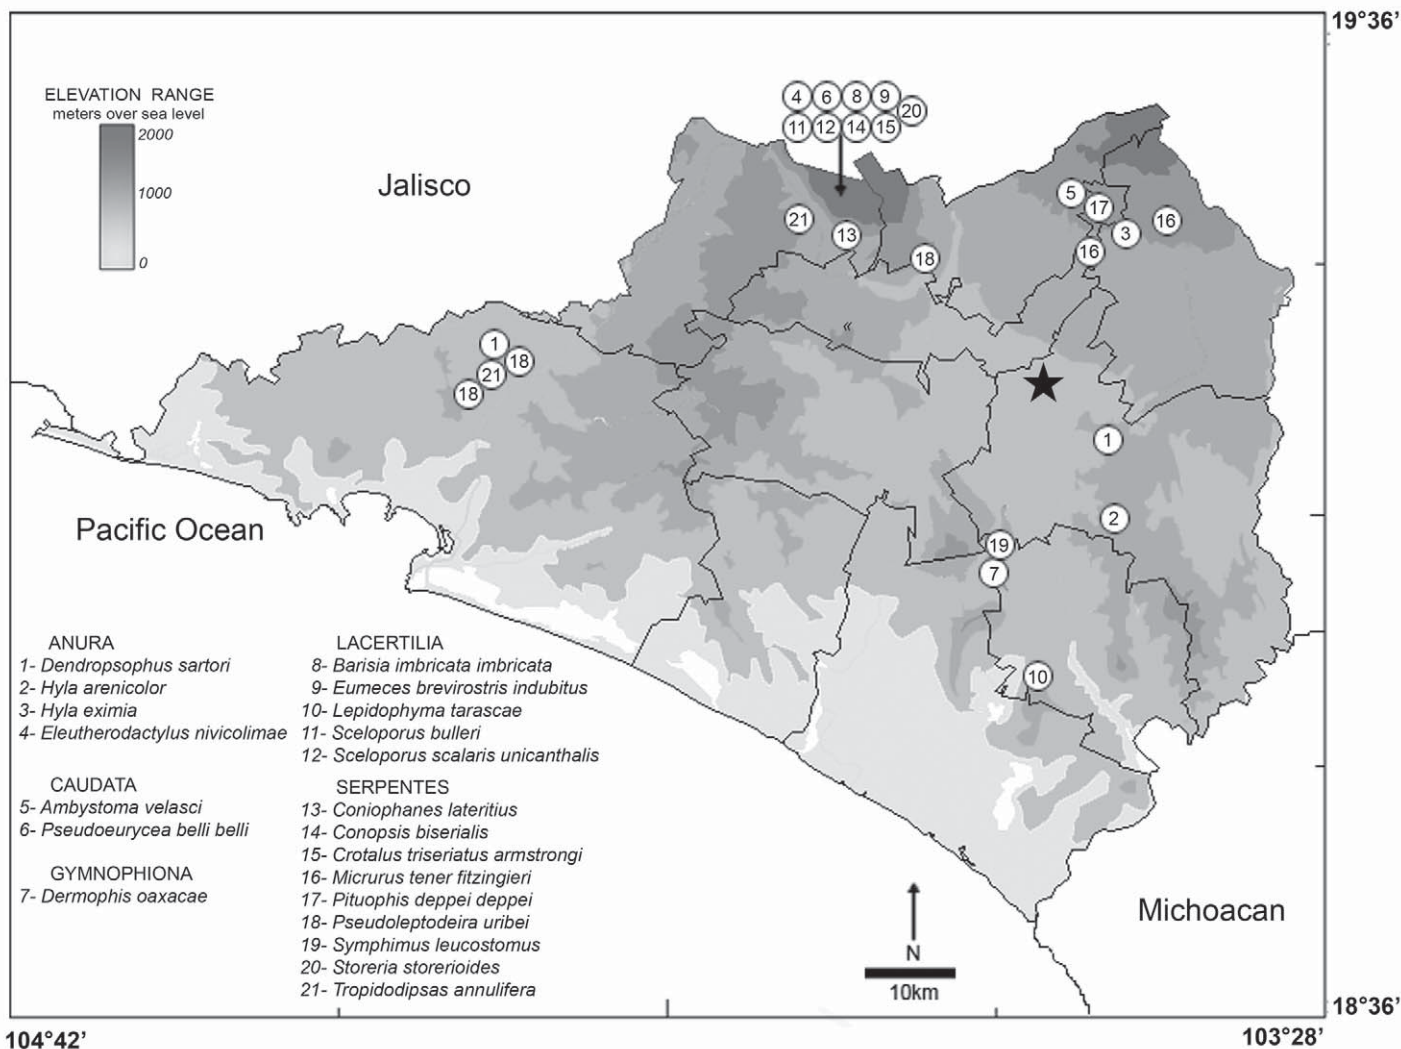 19°36’
ELEVATION RANGE
meters over sea level
2000
1000
0
4 6 8 9 20
11 12 14 15
Jalisco
5
17
16
21
13
3
16
18
1
18
21
18
1
2
Pacific Ocean
19
7
10
ANURA
1- Dendropsophus sartori
2- Hyla arenicolor
3- Hyla eximia
4- Eleutherodactylus nivicolimae
CAUDATA
5- Ambystoma velasci
6- Pseudoeurycea belli belli
GYMNOPHIONA
7- Dermophis oaxacae
LACERTILIA
8- Barisia imbricata imbricata
9- Eumeces brevirostris indubitus
10- Lepidophyma tarascae
11- Sceloporus bulleri
12- Sceloporus scalaris unicanthalis
SERPENTES
13- Coniophanes lateritius
14- Conopsis biserialis
15- Crotalus triseriatus armstrongi
16- Micrurus tener fitzingieri
17- Pituophis deppei deppei
18- Pseudoleptodeira uribei
19- Symphimus leucostomus
20- Storeria storerioides
21- Tropidodipsas annulifera
Michoacan
N
10km
18°36’
104°42’
103°28’